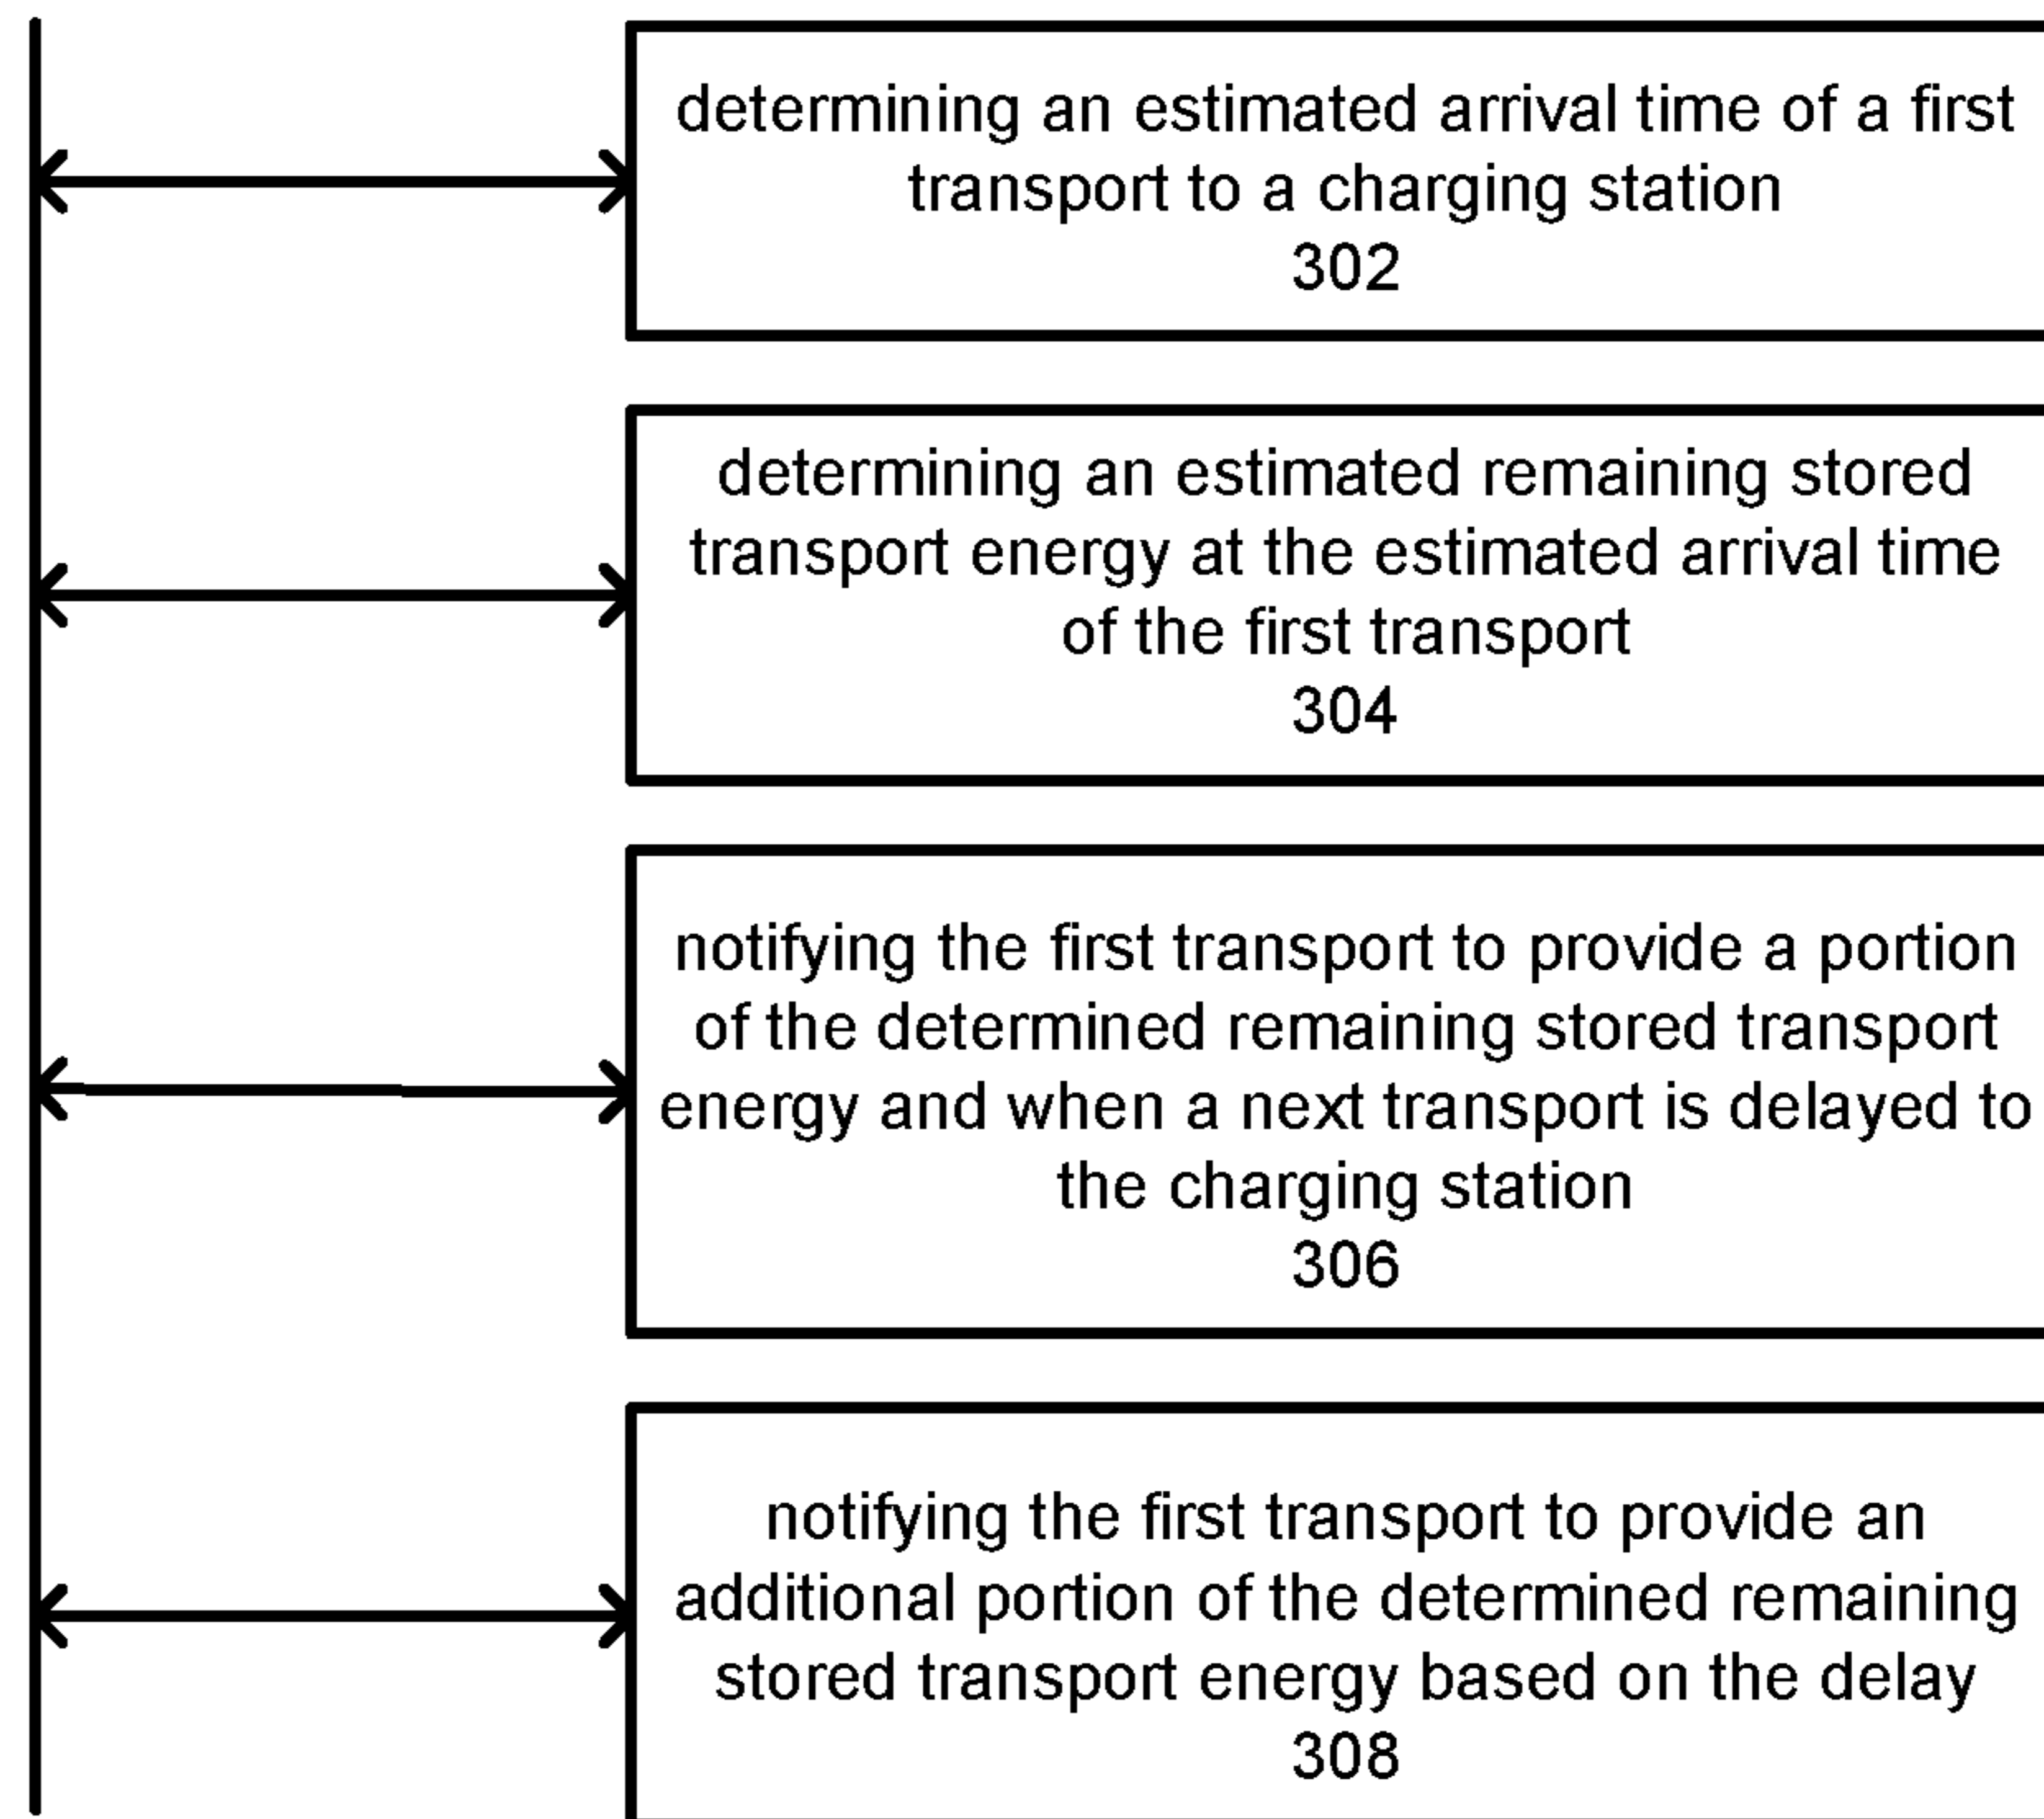 determining an estimated arrival time of a first
transport to a charging station
302
determining an estimated remaining stored
transport energy at the estimated arrival time
of the first transport
304
notifying the first transport to provide a portion
of the determined remaining stored transport
energy and when a next transport is delayed to
the charging station
306
notifying the first transport to provide an
additional portion of the determined remaining
stored transport energy based on the delay
308